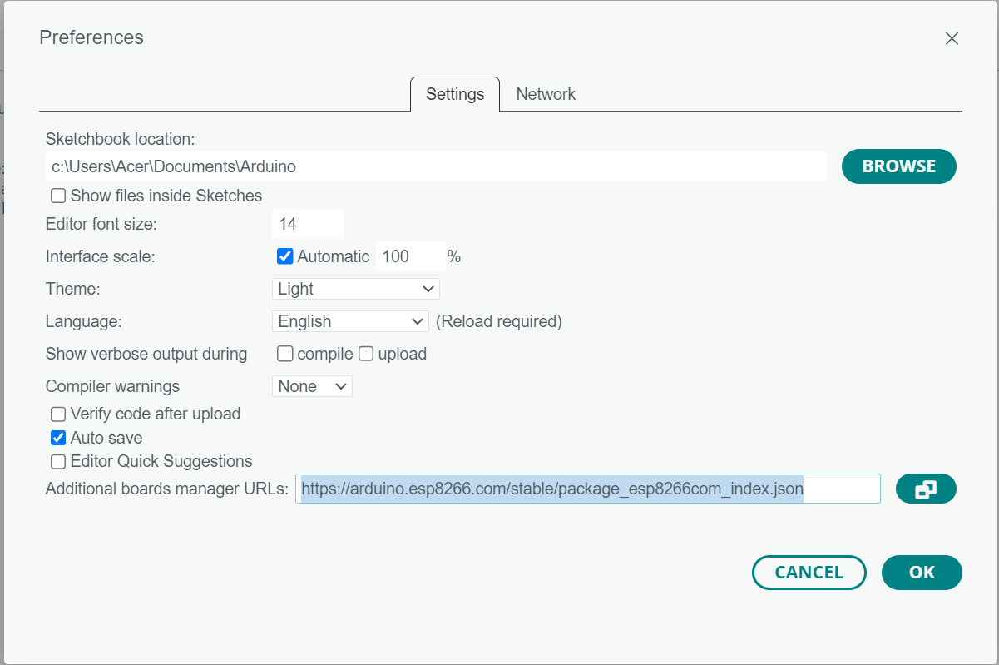 Preferences
Settings Network
Sketchbook location:
c:\Users\Acer\Documents\Arduino BROWSE
Show files inside Sketches
Editor font size: 14
Interface scale: Automatic 100 %
Theme: Light
Language: English (Reload required)
Show verbose output during compile upload
Compiler warnings None
Verify code after upload
Auto save
Editor Quick Suggestions
Additional boards manager URLs: https://arduino.esp8266.com/stable/package_esp8266com_index.json
CANCEL OK